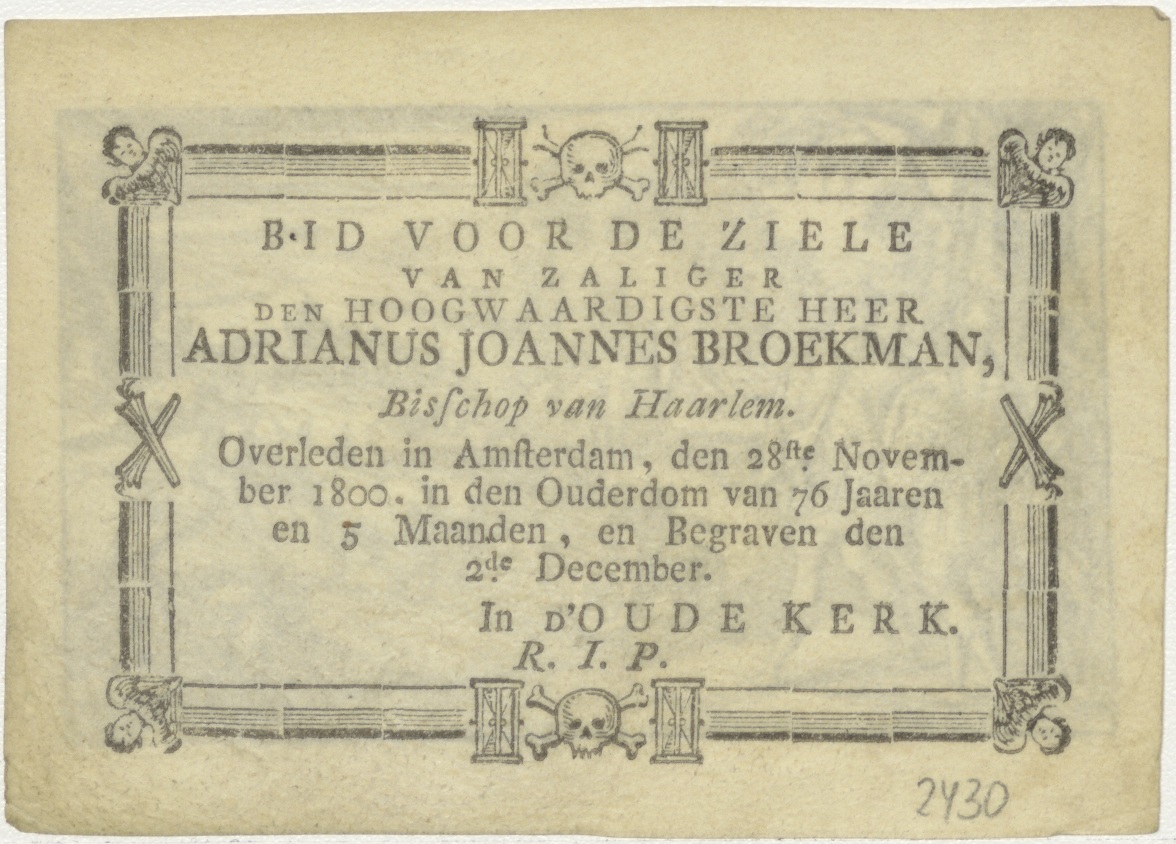 BID VOOR DE ZIELE
VAN ZALIGER
DEN HOOGWAARDIGSTE HEER
ADRIANUS JOANNES BROEKMAN,
Bisſchop van Haarlem.
Overleden in Amſterdam, den 28ſte. Novem-
ber 1800. in den Ouderdom van 76 Jaaren
en 5 Maanden, en Begraven den
2de. December.
In D'OUDE KERK.
R. I. P.
2430